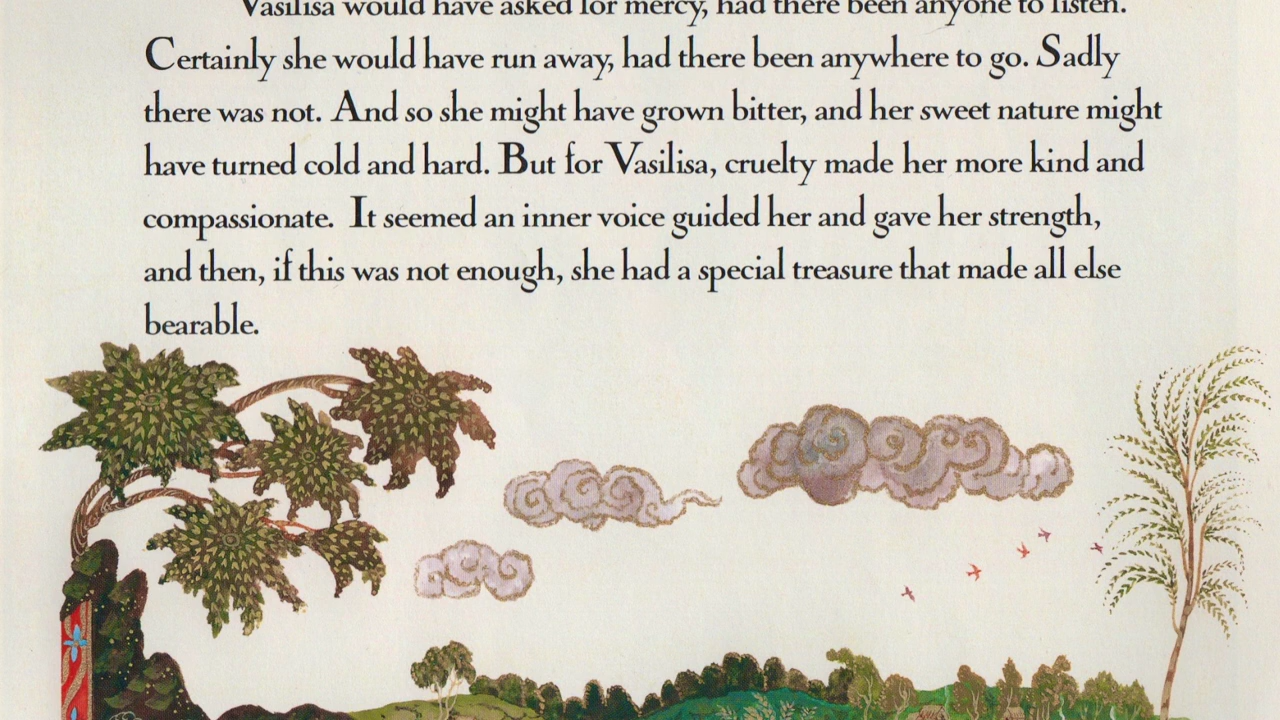 Vasilisa would have asked for mercy, had there been anyone to listen.
Certainly she would have run away, had there been anywhere to go. Sadly
there was not. And so she might have grown bitter, and her sweet nature might
have turned cold and hard. But for Vasilisa, cruelty made her more kind and
compassionate. It seemed an inner voice guided her and gave her strength,
and then, if this was not enough, she had a special treasure that made all else
bearable.